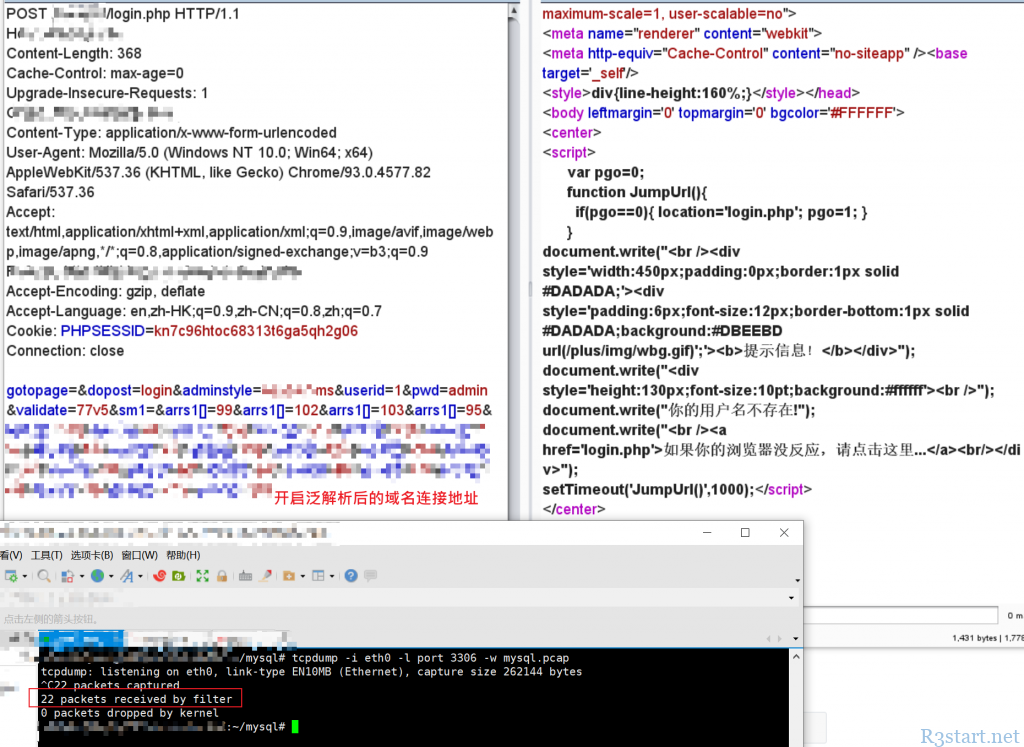 POST /login.php HTTP/1.1
Content-Length: 368
Cache-Control: max-age=0
Upgrade-Insecure-Requests: 1
Content-Type: application/x-www-form-urlencoded
User-Agent: Mozilla/5.0 (Windows NT 10.0; Win64; x64)
AppleWebKit/537.36 (KHTML, like Gecko) Chrome/93.0.4577.82
Safari/537.36
Accept:
text/html,application/xhtml+xml,application/xml;q=0.9,image/avif,image/web
p,image/apng,*/*;q=0.8,application/signed-exchange;v=b3;q=0.9
Accept-Encoding: gzip, deflate
Accept-Language: en,zh-HK;q=0.9,zh-CN;q=0.8,zh;q=0.7
Cookie: PHPSESSID=kn7c96htoc68313t6ga5qh2g06
Connection: close
gotopage=&dopost=login&adminstyle= ms&userid=1&pwd=admin
&validate=77v5&sm1=&arrs1[]=99&arrs1[]=102&arrs1[]=103&arrs1[]=95&
开启泛解析后的域名连接地址
maximum-scale=1, user-scalable=no">
<meta name="renderer" content="webkit">
<meta http-equiv="Cache-Control" content="no-siteapp" /><base
target='_self'/>
<style>div{line-height:160%;}</style></head>
<body leftmargin='0' topmargin='0' bgcolor='#FFFFFF'>
<center>
<script>
var pgo=0;
function JumpUrl(){
if(pgo==0){ location='login.php'; pgo=1; }
}
document.write("<br /><div
style='width:450px;padding:0px;border:1px solid
#DADADA;'><div
style='padding:6px;font-size:12px;border-bottom:1px solid
#DADADA;background:#DBEEBD
url(/plus/img/wbg.gif)';'><b>提示信息！</b></div>");
document.write("<div
style='height:130px;font-size:10pt;background:#ffffff'><br />");
document.write("你的用户名不存在!");
document.write("<br /><a
href='login.php'>如果你的浏览器没反应，请点击这里...</a><br/></di
v>");
setTimeout('JumpUrl()',1000);</script>
</center>
看(V) 工具(T) 选项卡(B) 窗口(W) 帮助(H)
点击左侧的箭头按钮。
/mysql# tcpdump -i eth0 -l port 3306 -w mysql.pcap
tcpdump: listening on eth0, link-type EN10MB (Ethernet), capture size 262144 bytes
^C22 packets captured
22 packets received by filter
0 packets dropped by kernel
:~/mysql#
0 m
1,431 bytes | 1,778
R3start.net